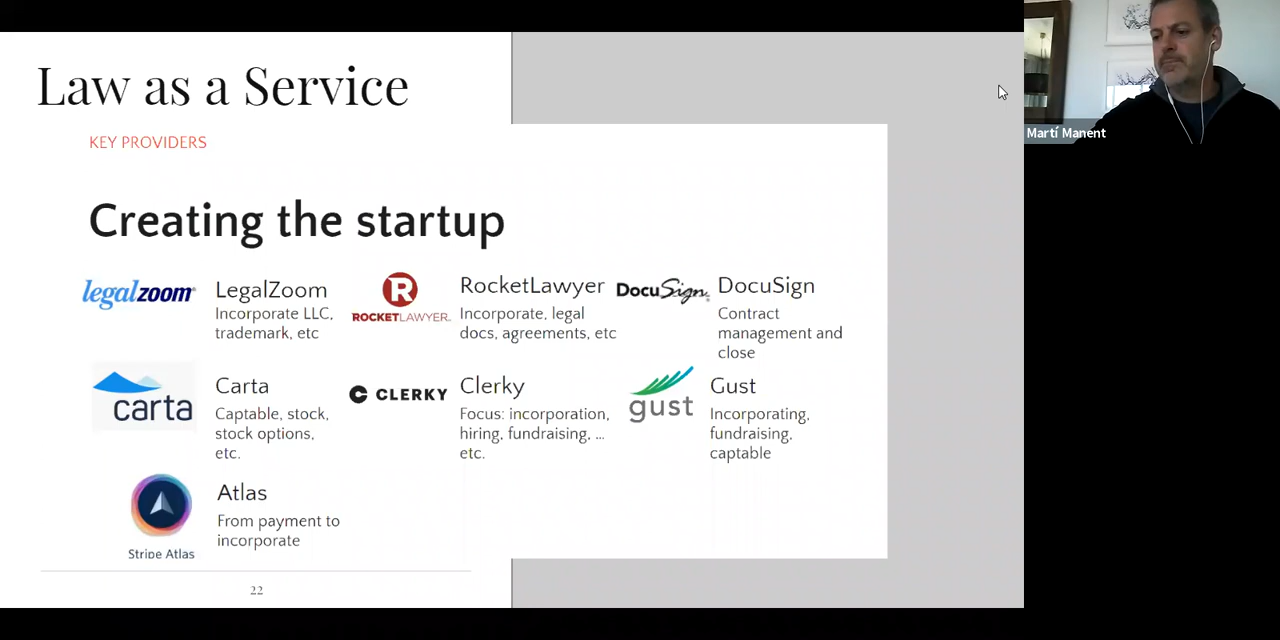 Law as a Service
KEY PROVIDERS
Creating the startup
legalzoom
LegalZoom
Incorporate LLC,
trademark, etc
R
ROCKETLAWYER
RocketLawyer
Incorporate, legal
docs, agreements, etc
DocuSign
DocuSign
Contract
management and
close
carta
Carta
Captable, stock,
stock options,
etc.
CLERKY
Clerky
Focus: incorporation,
hiring, fundraising, ...
etc.
gust
Gust
Incorporating,
fundraising,
captable
Stripe Atlas
Atlas
From payment to
incorporate
22
Martí Manent